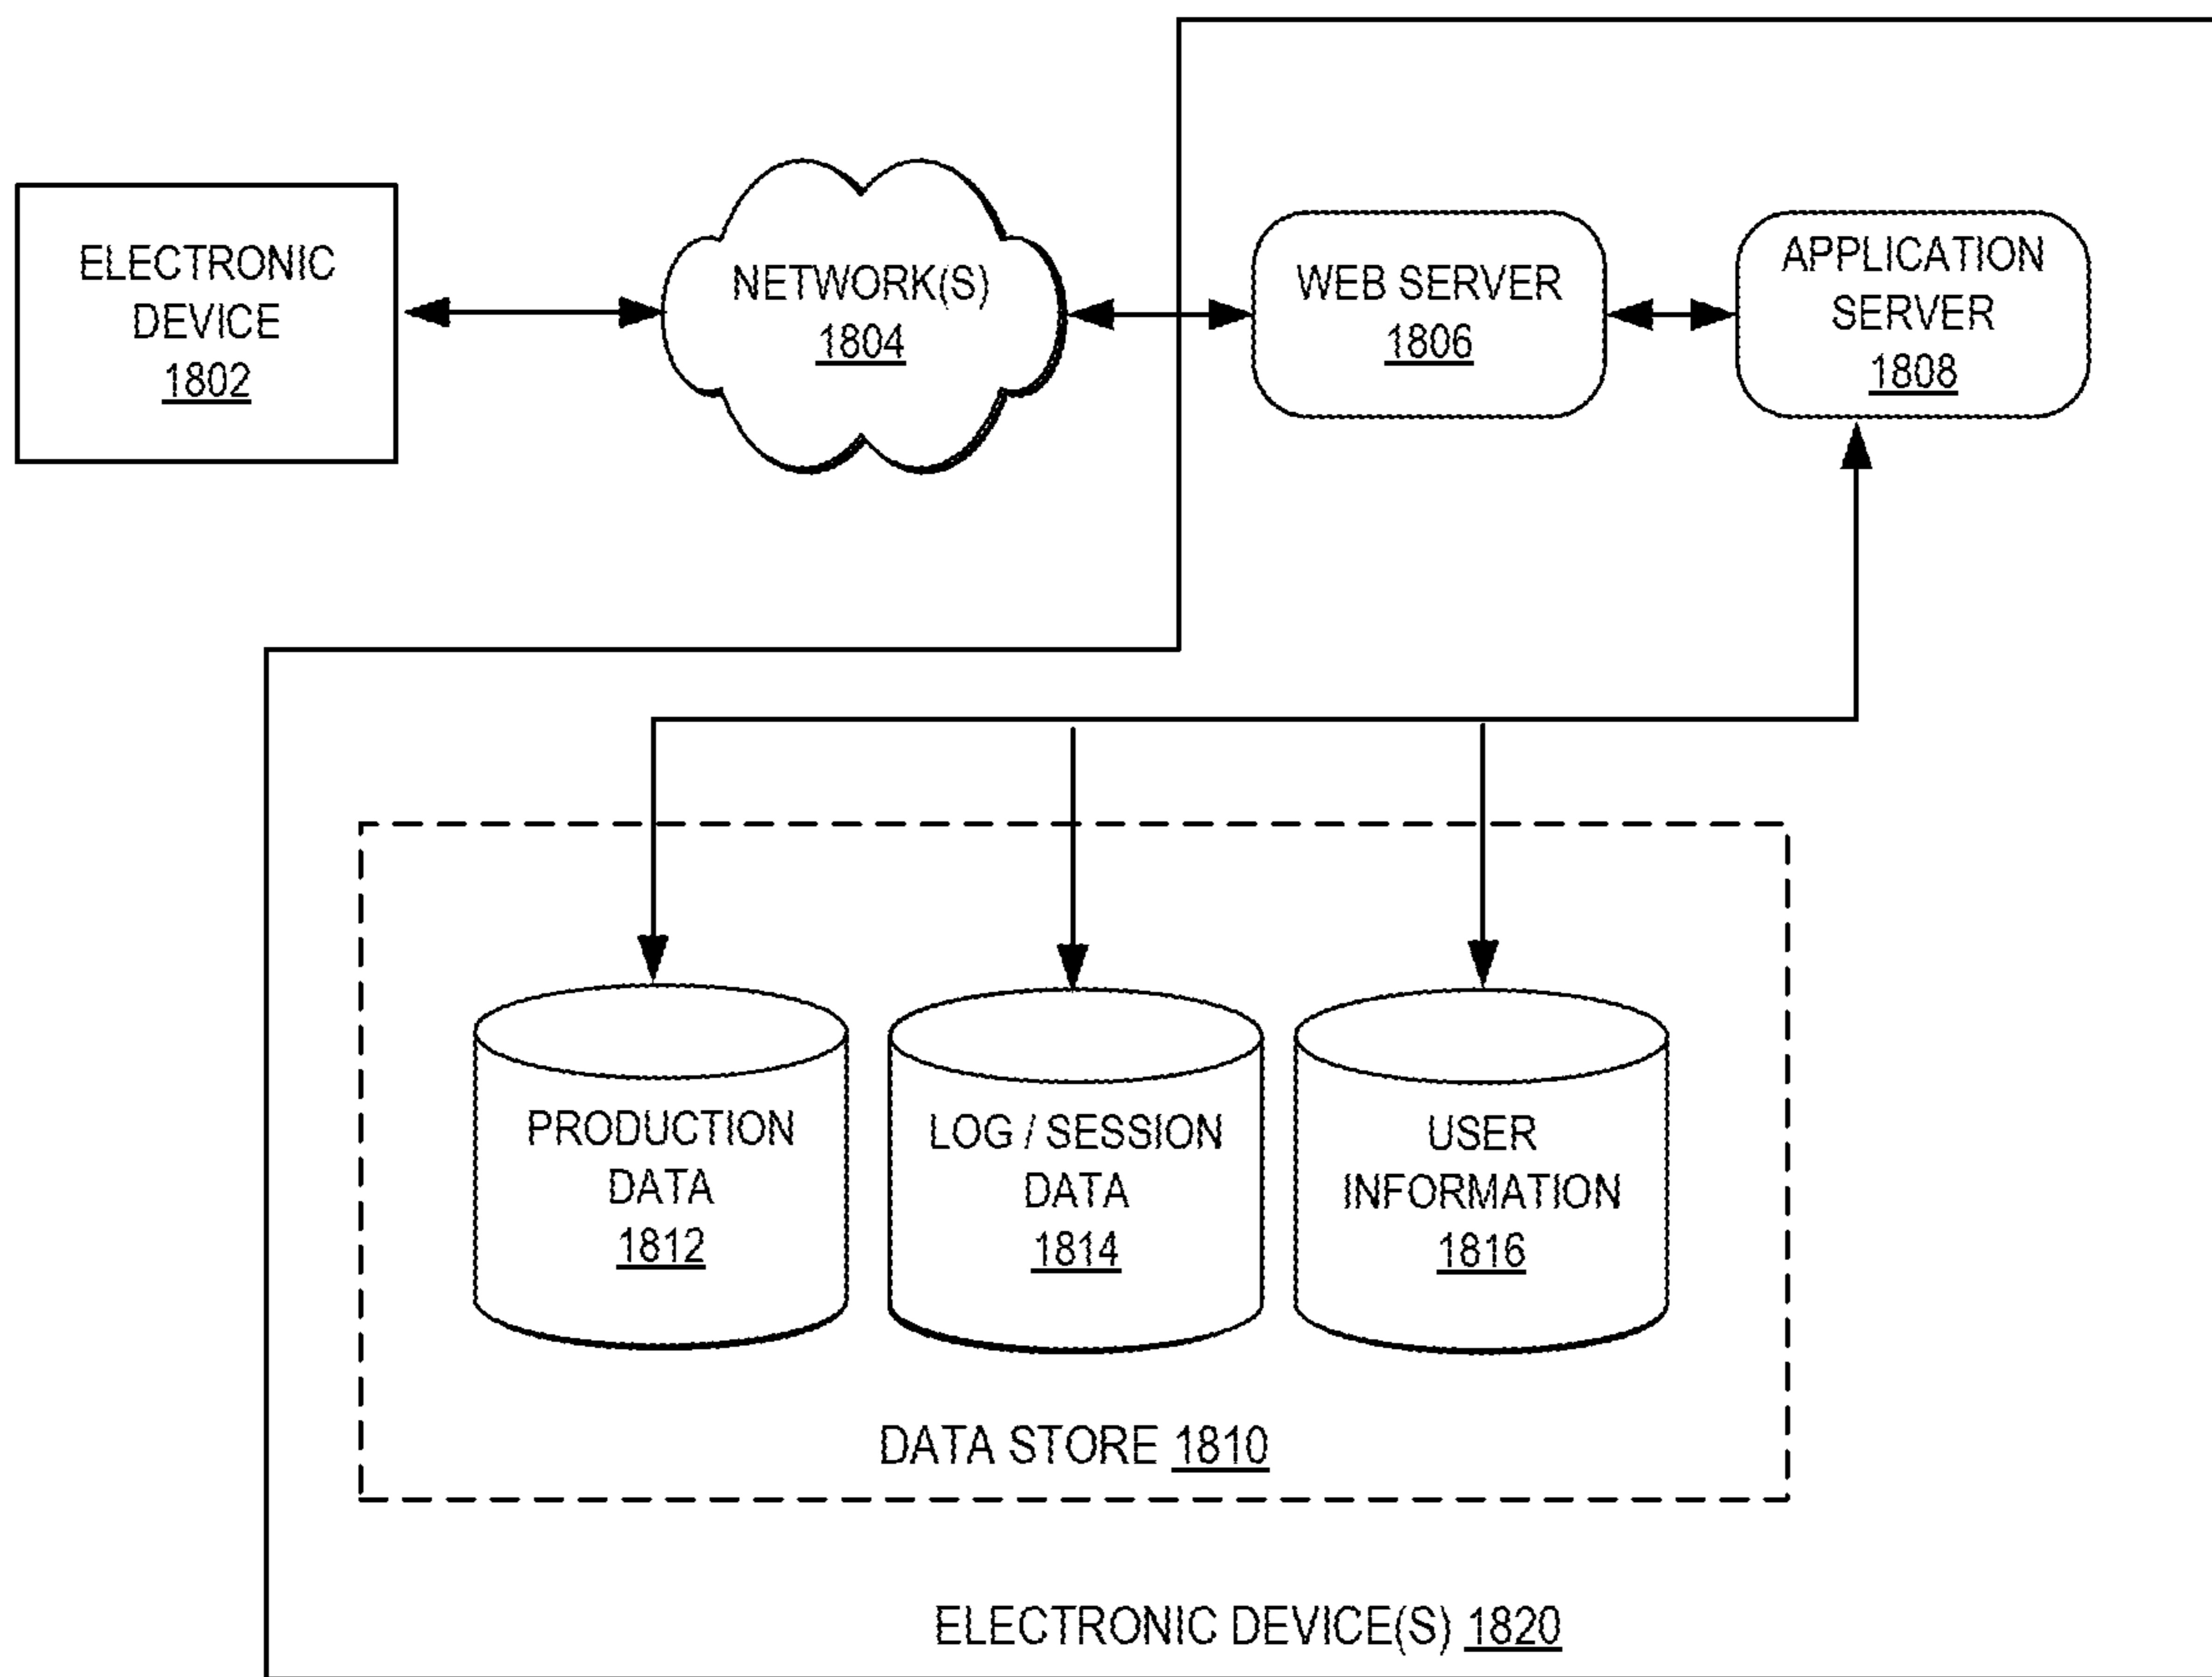 ELECTRONIC
DEVICE
1802
NETWORK(S)
1804
WEB SERVER
1806
APPLICATION
SERVER
1808
PRODUCTION
DATA
1812
LOG / SESSION
DATA
1814
USER
INFORMATION
1816
DATA STORE 1810
ELECTRONIC DEVICE(S) 1820